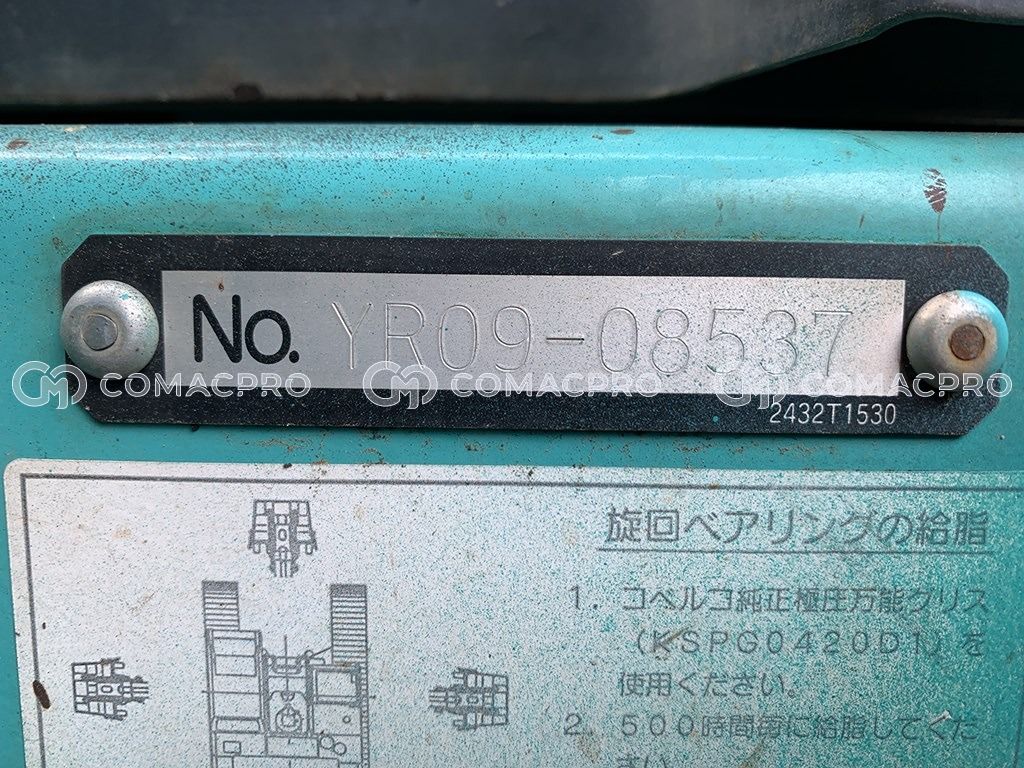 No. YR09-08537
COMACPRO COMACPRO COMACPRO
2432T1530
旋回ベアリングの給脂
1. コベルコ純正極圧万能グリス
(KSPG0420D1)を
使用ください.
2. 500時間毎に給脂してくだ
さい.